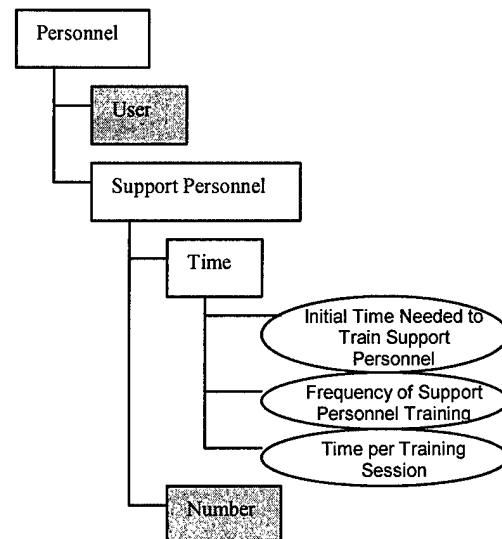 Personnel
User
Support Personnel
Time
Initial Time Needed to
Train Support
Personnel
Frequency of Support
Personnel Training
Time per Training
Session
Number